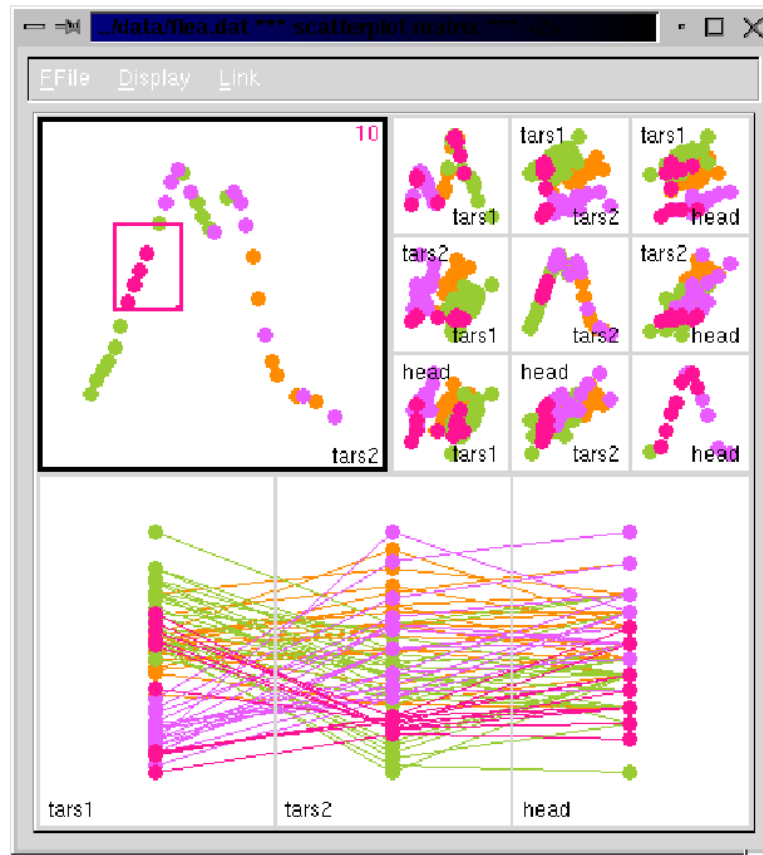 ../data/flea.dat *** scatterplot matrix ***
FFile Display Link
10
tars2
tars1
tars1
tars2
tars1
head
tars2
tars1
tars2
tars2
head
head
tars1
head
tars2
head
tars1
tars2
head